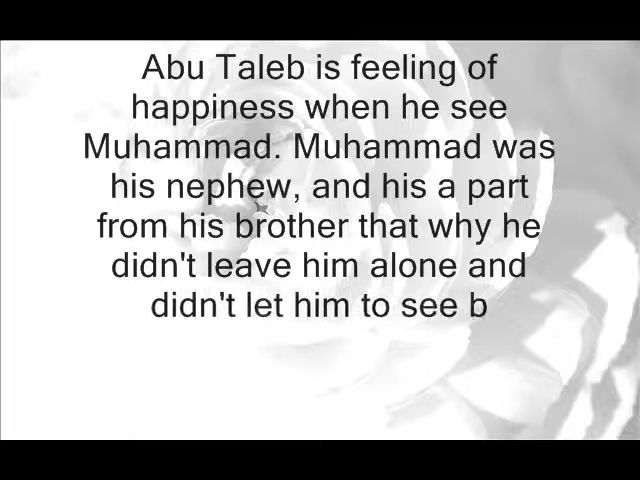 Abu Taleb is feeling of
happiness when he see
Muhammad. Muhammad was
his nephew, and his a part
from his brother that why he
didn't leave him alone and
didn't let him to see b